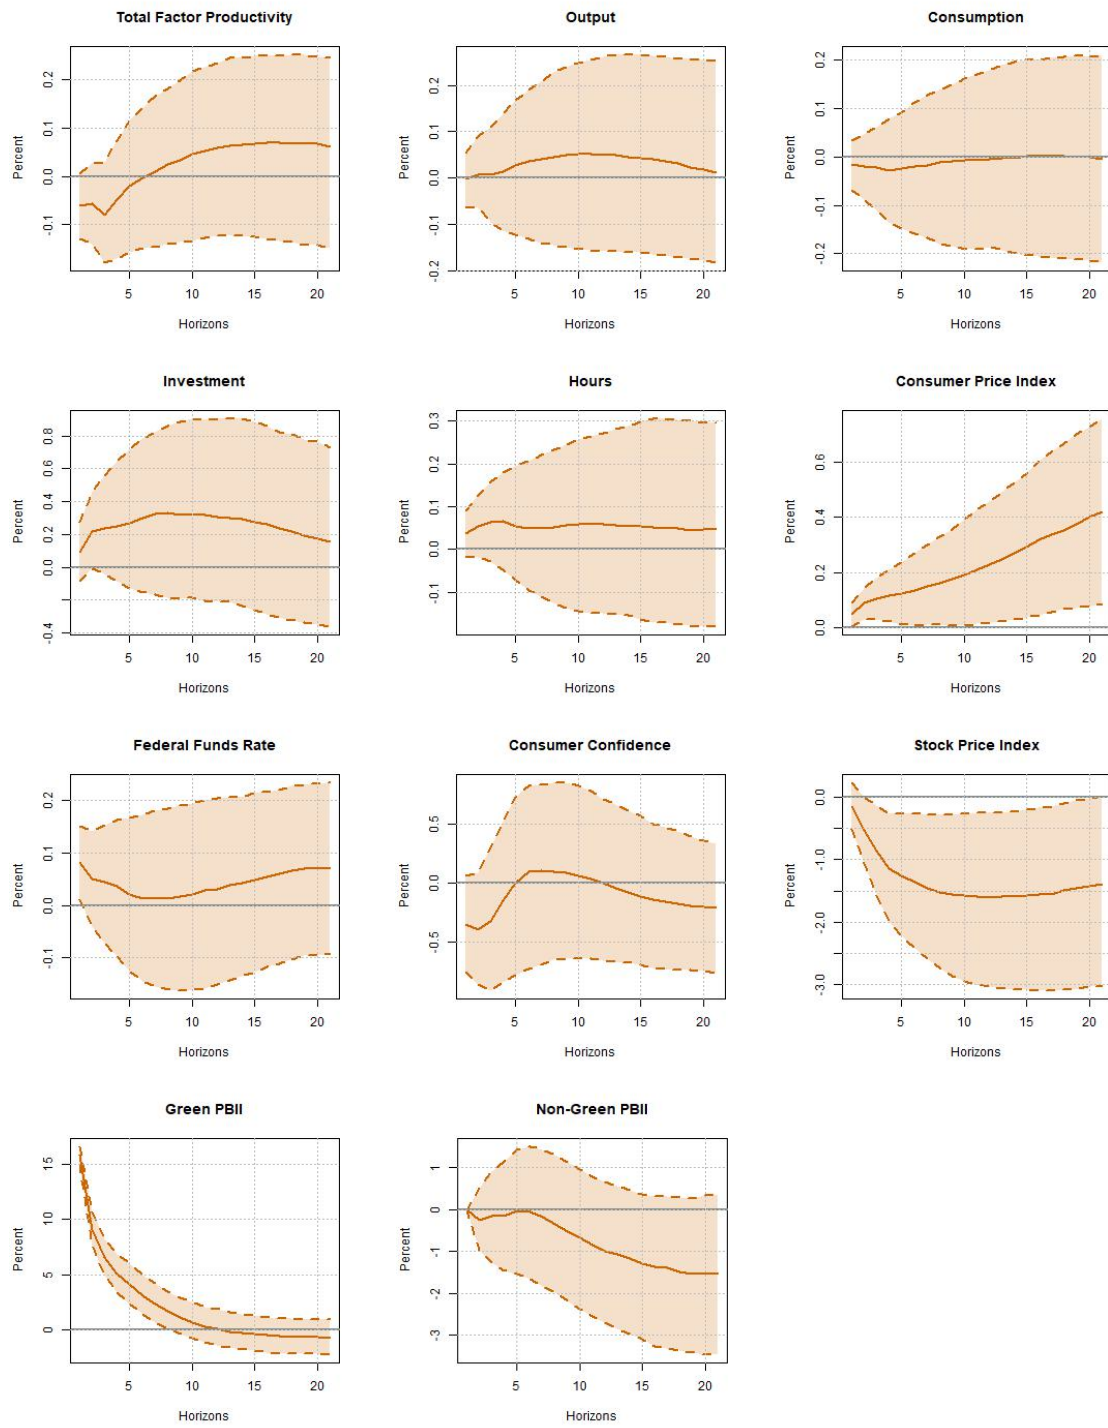 Total Factor Productivity
Output
Consumption
Percent
0.2
0.1
0.0
-0.1
5
10
15
20
Horizons
Percent
0.2
0.1
0.0
-0.1
-0.2
5
10
15
20
Horizons
Percent
0.2
0.1
0.0
-0.1
-0.2
5
10
15
20
Horizons
Investment
Hours
Consumer Price Index
Percent
0.8
0.6
0.4
0.2
0.0
-0.4
5
10
15
20
Horizons
Percent
0.3
0.2
0.1
0.0
-0.1
5
10
15
20
Horizons
Percent
0.6
0.4
0.2
0.0
5
10
15
20
Horizons
Federal Funds Rate
Consumer Confidence
Stock Price Index
Percent
0.2
0.1
0.0
-0.1
5
10
15
20
Horizons
Percent
0.5
0.0
-0.5
5
10
15
20
Horizons
Percent
0.0
-1.0
-2.0
-3.0
5
10
15
20
Horizons
Green PBII
Non-Green PBII
Percent
15
10
5
0
5
10
15
20
Horizons
Percent
1
0
-1
-2
-3
5
10
15
20
Horizons